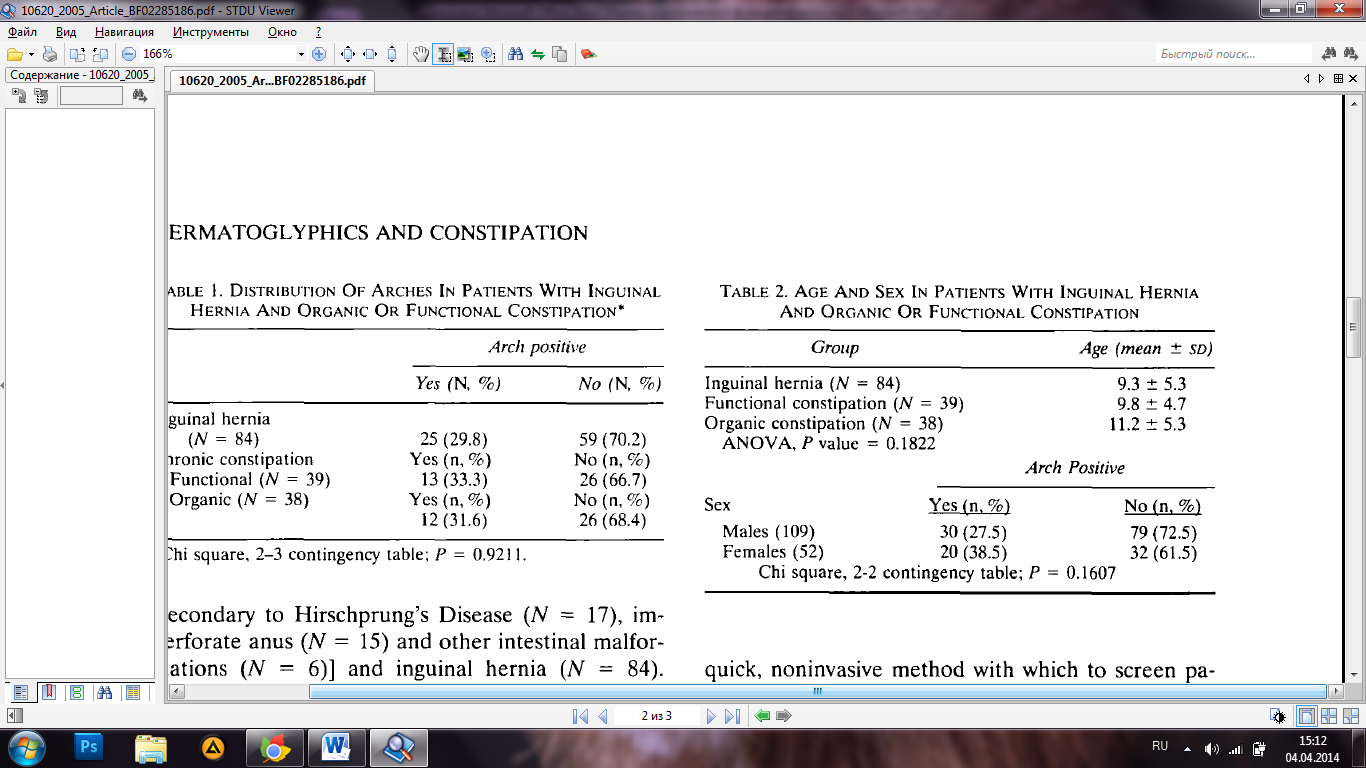 10620_2005_Article_BF02285186.pdf - STDU Viewer
Файл Вид Навигация Инструменты Окно ?
166%
Быстрый поиск...
Содержание - 10620_2005_
10620_2005_Ar...BF02285186.pdf
ERMATOGLYPHICS AND CONSTIPATION
ABLE 1. DISTRIBUTION OF ARCHES IN PATIENTS WITH INGUINAL
HERNIA AND ORGANIC OR FUNCTIONAL CONSTIPATION*
Arch positive
Yes (N, %) No (N, %)
guinal hernia
(N = 84) 25 (29.8) 59 (70.2)
hronic constipation Yes (n, %) No (n, %)
Functional (N = 39) 13 (33.3) 26 (66.7)
Organic (N = 38) Yes (n, %) No (n, %)
12 (31.6) 26 (68.4)
Chi square, 2–3 contingency table; P = 0.9211.
econdary to Hirschprung's Disease (N = 17), im-
erforate anus (N = 15) and other intestinal malfor-
ations (N = 6)] and inguinal hernia (N = 84).
TABLE 2. AGE AND SEX IN PATIENTS WITH INGUINAL HERNIA
AND ORGANIC OR FUNCTIONAL CONSTIPATION
Group Age (mean ± SD)
Inguinal hernia (N = 84) 9.3 ± 5.3
Functional constipation (N = 39) 9.8 ± 4.7
Organic constipation (N = 38) 11.2 ± 5.3
ANOVA, P value = 0.1822
Arch Positive
Sex Yes (n, %) No (n, %)
Males (109) 30 (27.5) 79 (72.5)
Females (52) 20 (38.5) 32 (61.5)
Chi square, 2-2 contingency table; P = 0.1607
quick, noninvasive method with which to screen pa-
2 из 3
Ps
RU
15:12
04.04.2014